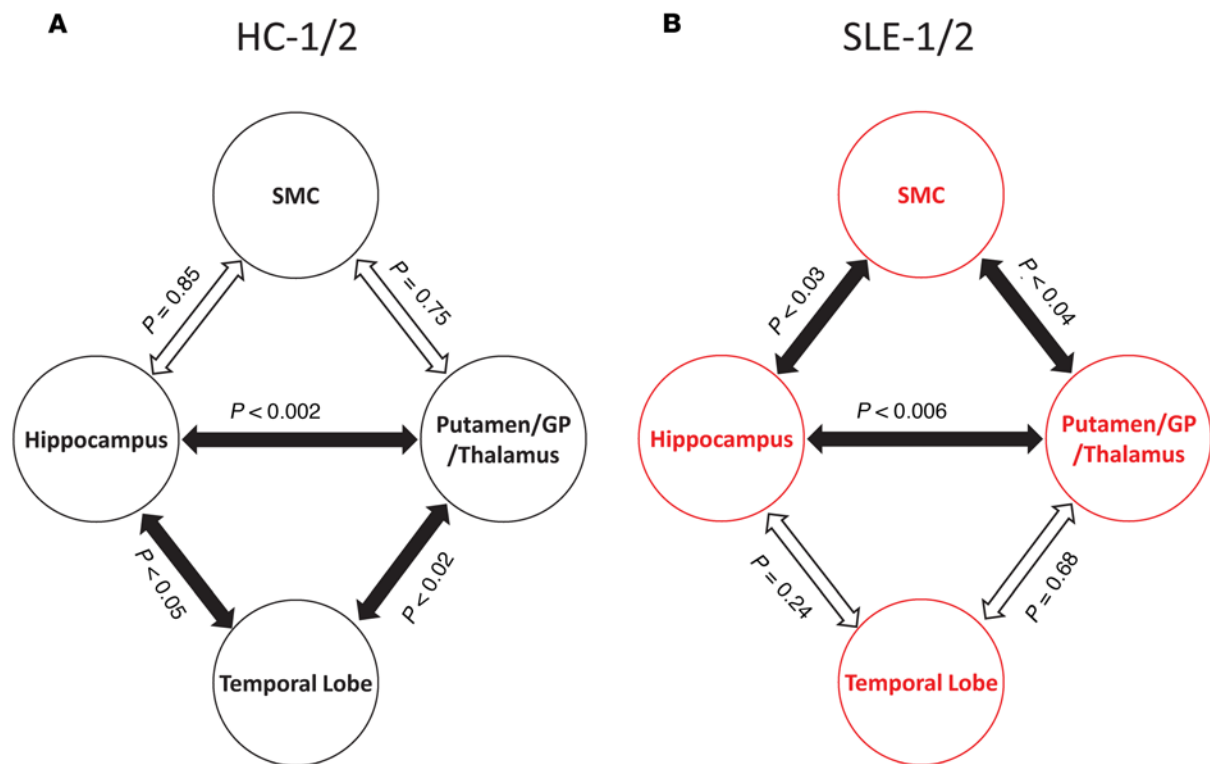 A
HC-1/2
SMC
P = 0.85
P = 0.75
Hippocampus
P < 0.002
Putamen/GP
/Thalamus
P < 0.05
P < 0.02
Temporal Lobe
B
SLE-1/2
SMC
P < 0.03
P < 0.04
Hippocampus
P < 0.006
Putamen/GP
/Thalamus
P = 0.24
P = 0.68
Temporal Lobe